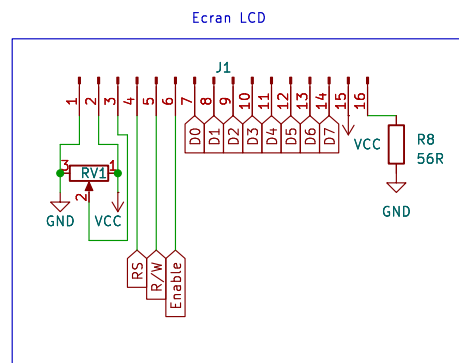 Ecran LCD
J1
1 2 3 4 5 6 7 8 9 10 11 12 13 14 15 16
D0 D1 D2 D3 D4 D5 D6 D7
VCC
R8
56R
3 RV1 1
2
GND
VCC
GND
RS
R/W
Enable